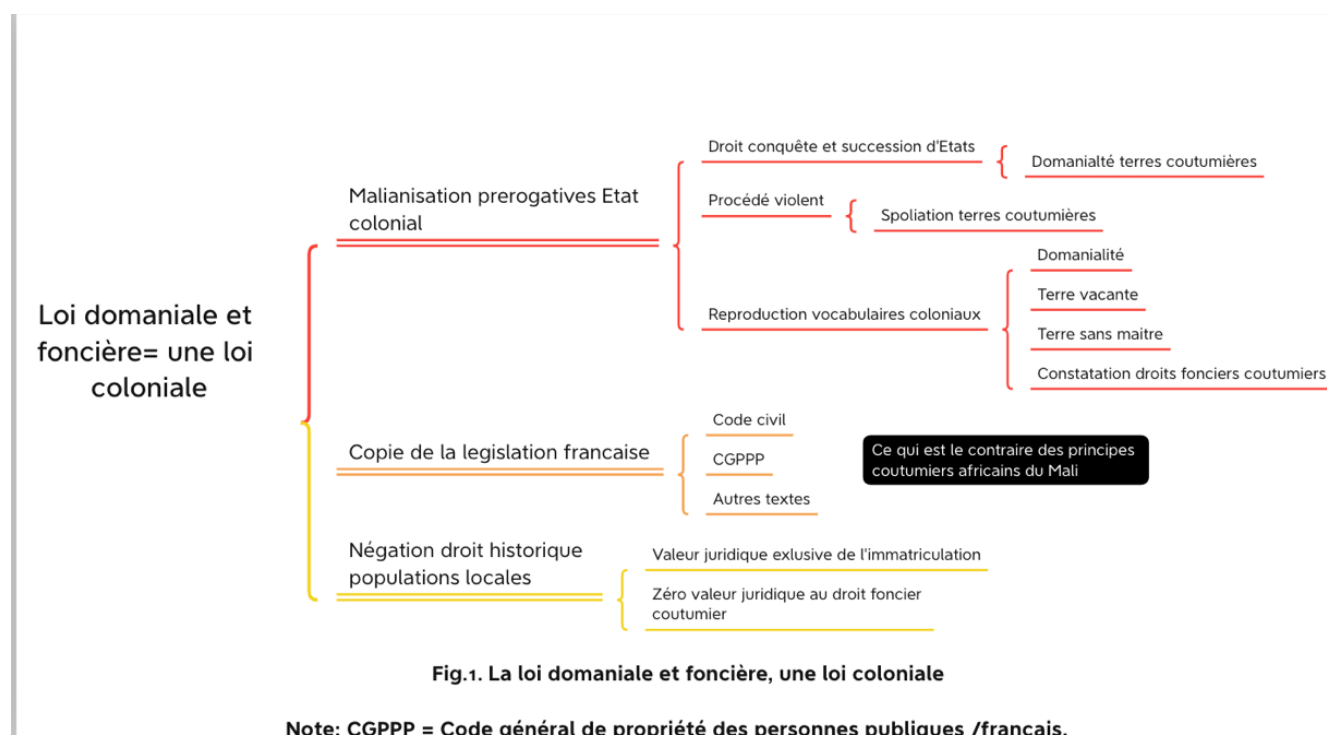 Loi domaniale et
foncière= une loi
coloniale
Malianisation prerogatives Etat
colonial
Droit conquête et succession d'Etats
Domanialté terres coutumières
Procédé violent
Spoliation terres coutumières
Reproduction vocabulaires coloniaux
Domanialité
Terre vacante
Terre sans maitre
Constatation droits fonciers coutumiers
Copie de la legislation francaise
Code civil
CGPPP
Autres textes
Ce qui est le contraire des principes
coutumiers africains du Mali
Négation droit historique
populations locales
Valeur juridique exlusive de l'immatriculation
Zéro valeur juridique au droit foncier
coutumier
Fig.1. La loi domaniale et foncière, une loi coloniale
Note: CGPPP = Code général de propriété des personnes publiques /français.